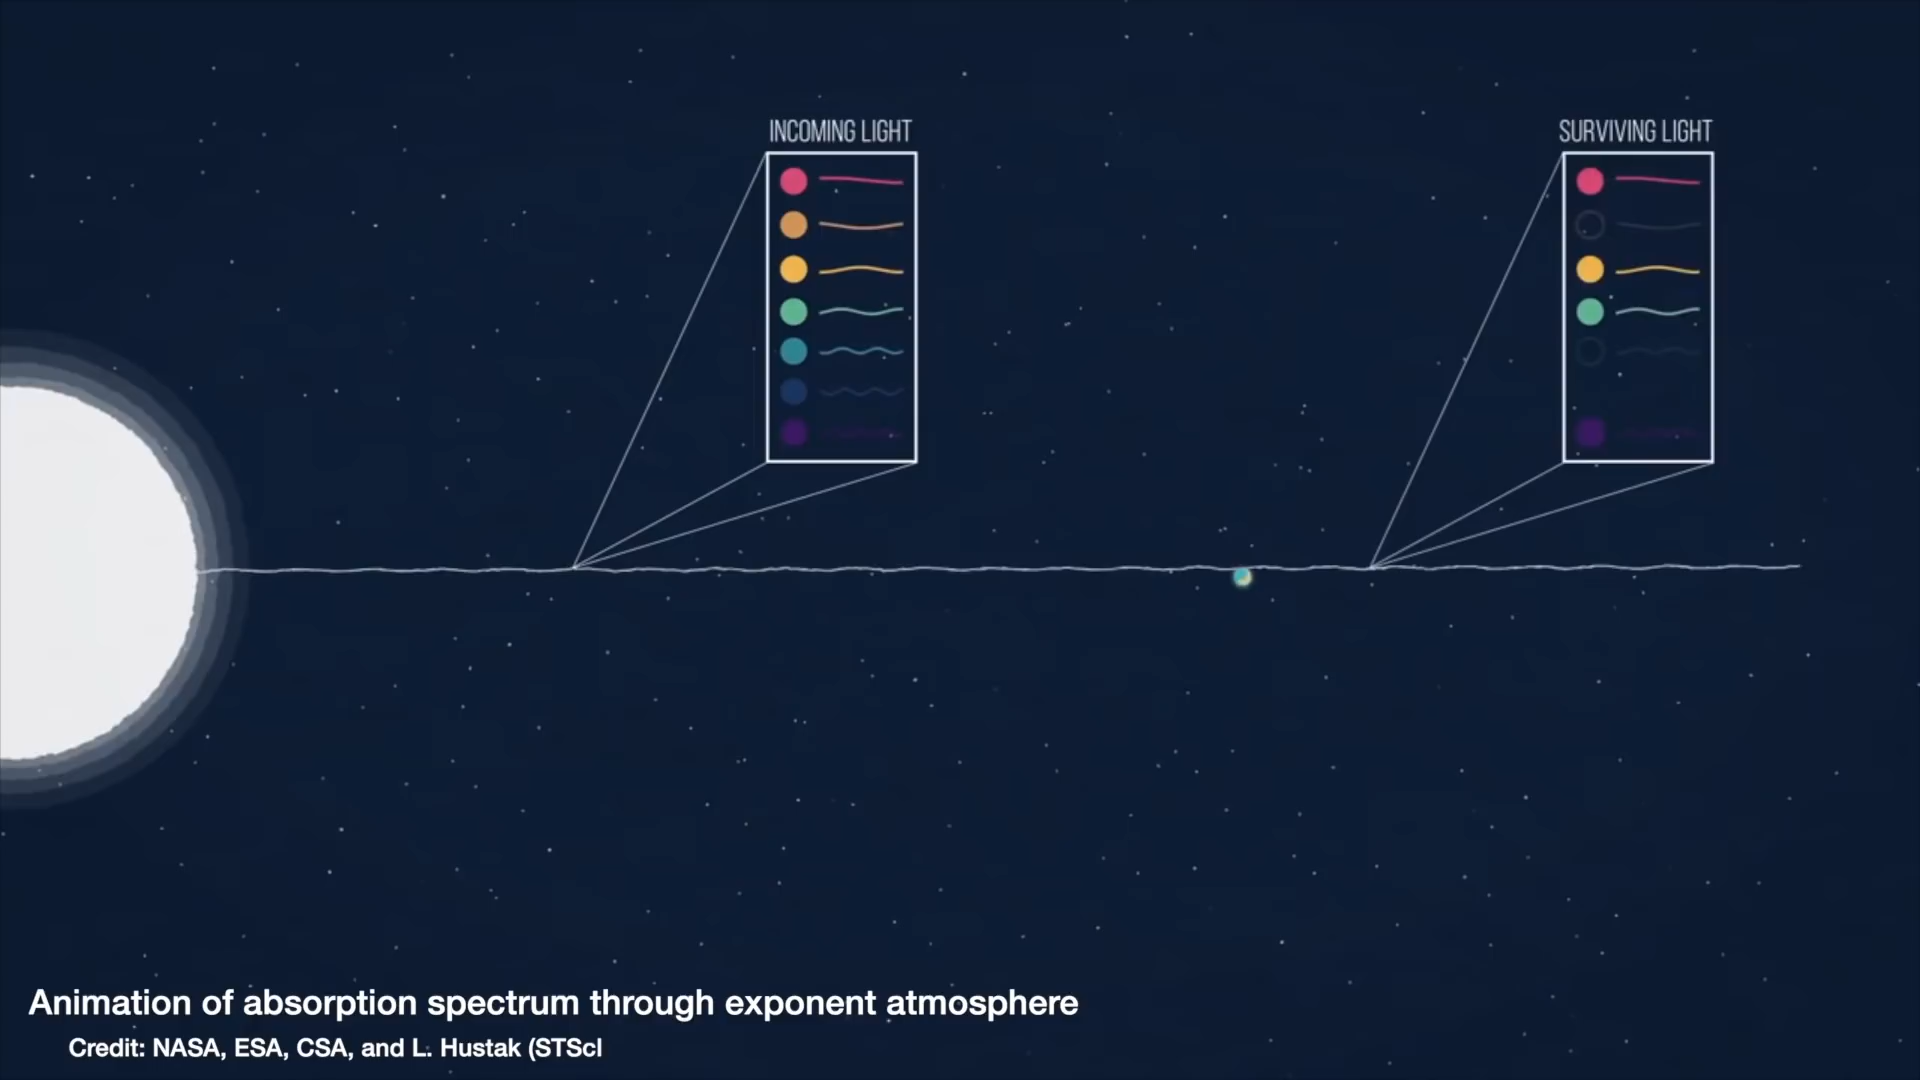 INCOMING LIGHT
SURVIVING LIGHT
Animation of absorption spectrum through exponent atmosphere
Credit: NASA, ESA, CSA, and L. Hustak (STScI